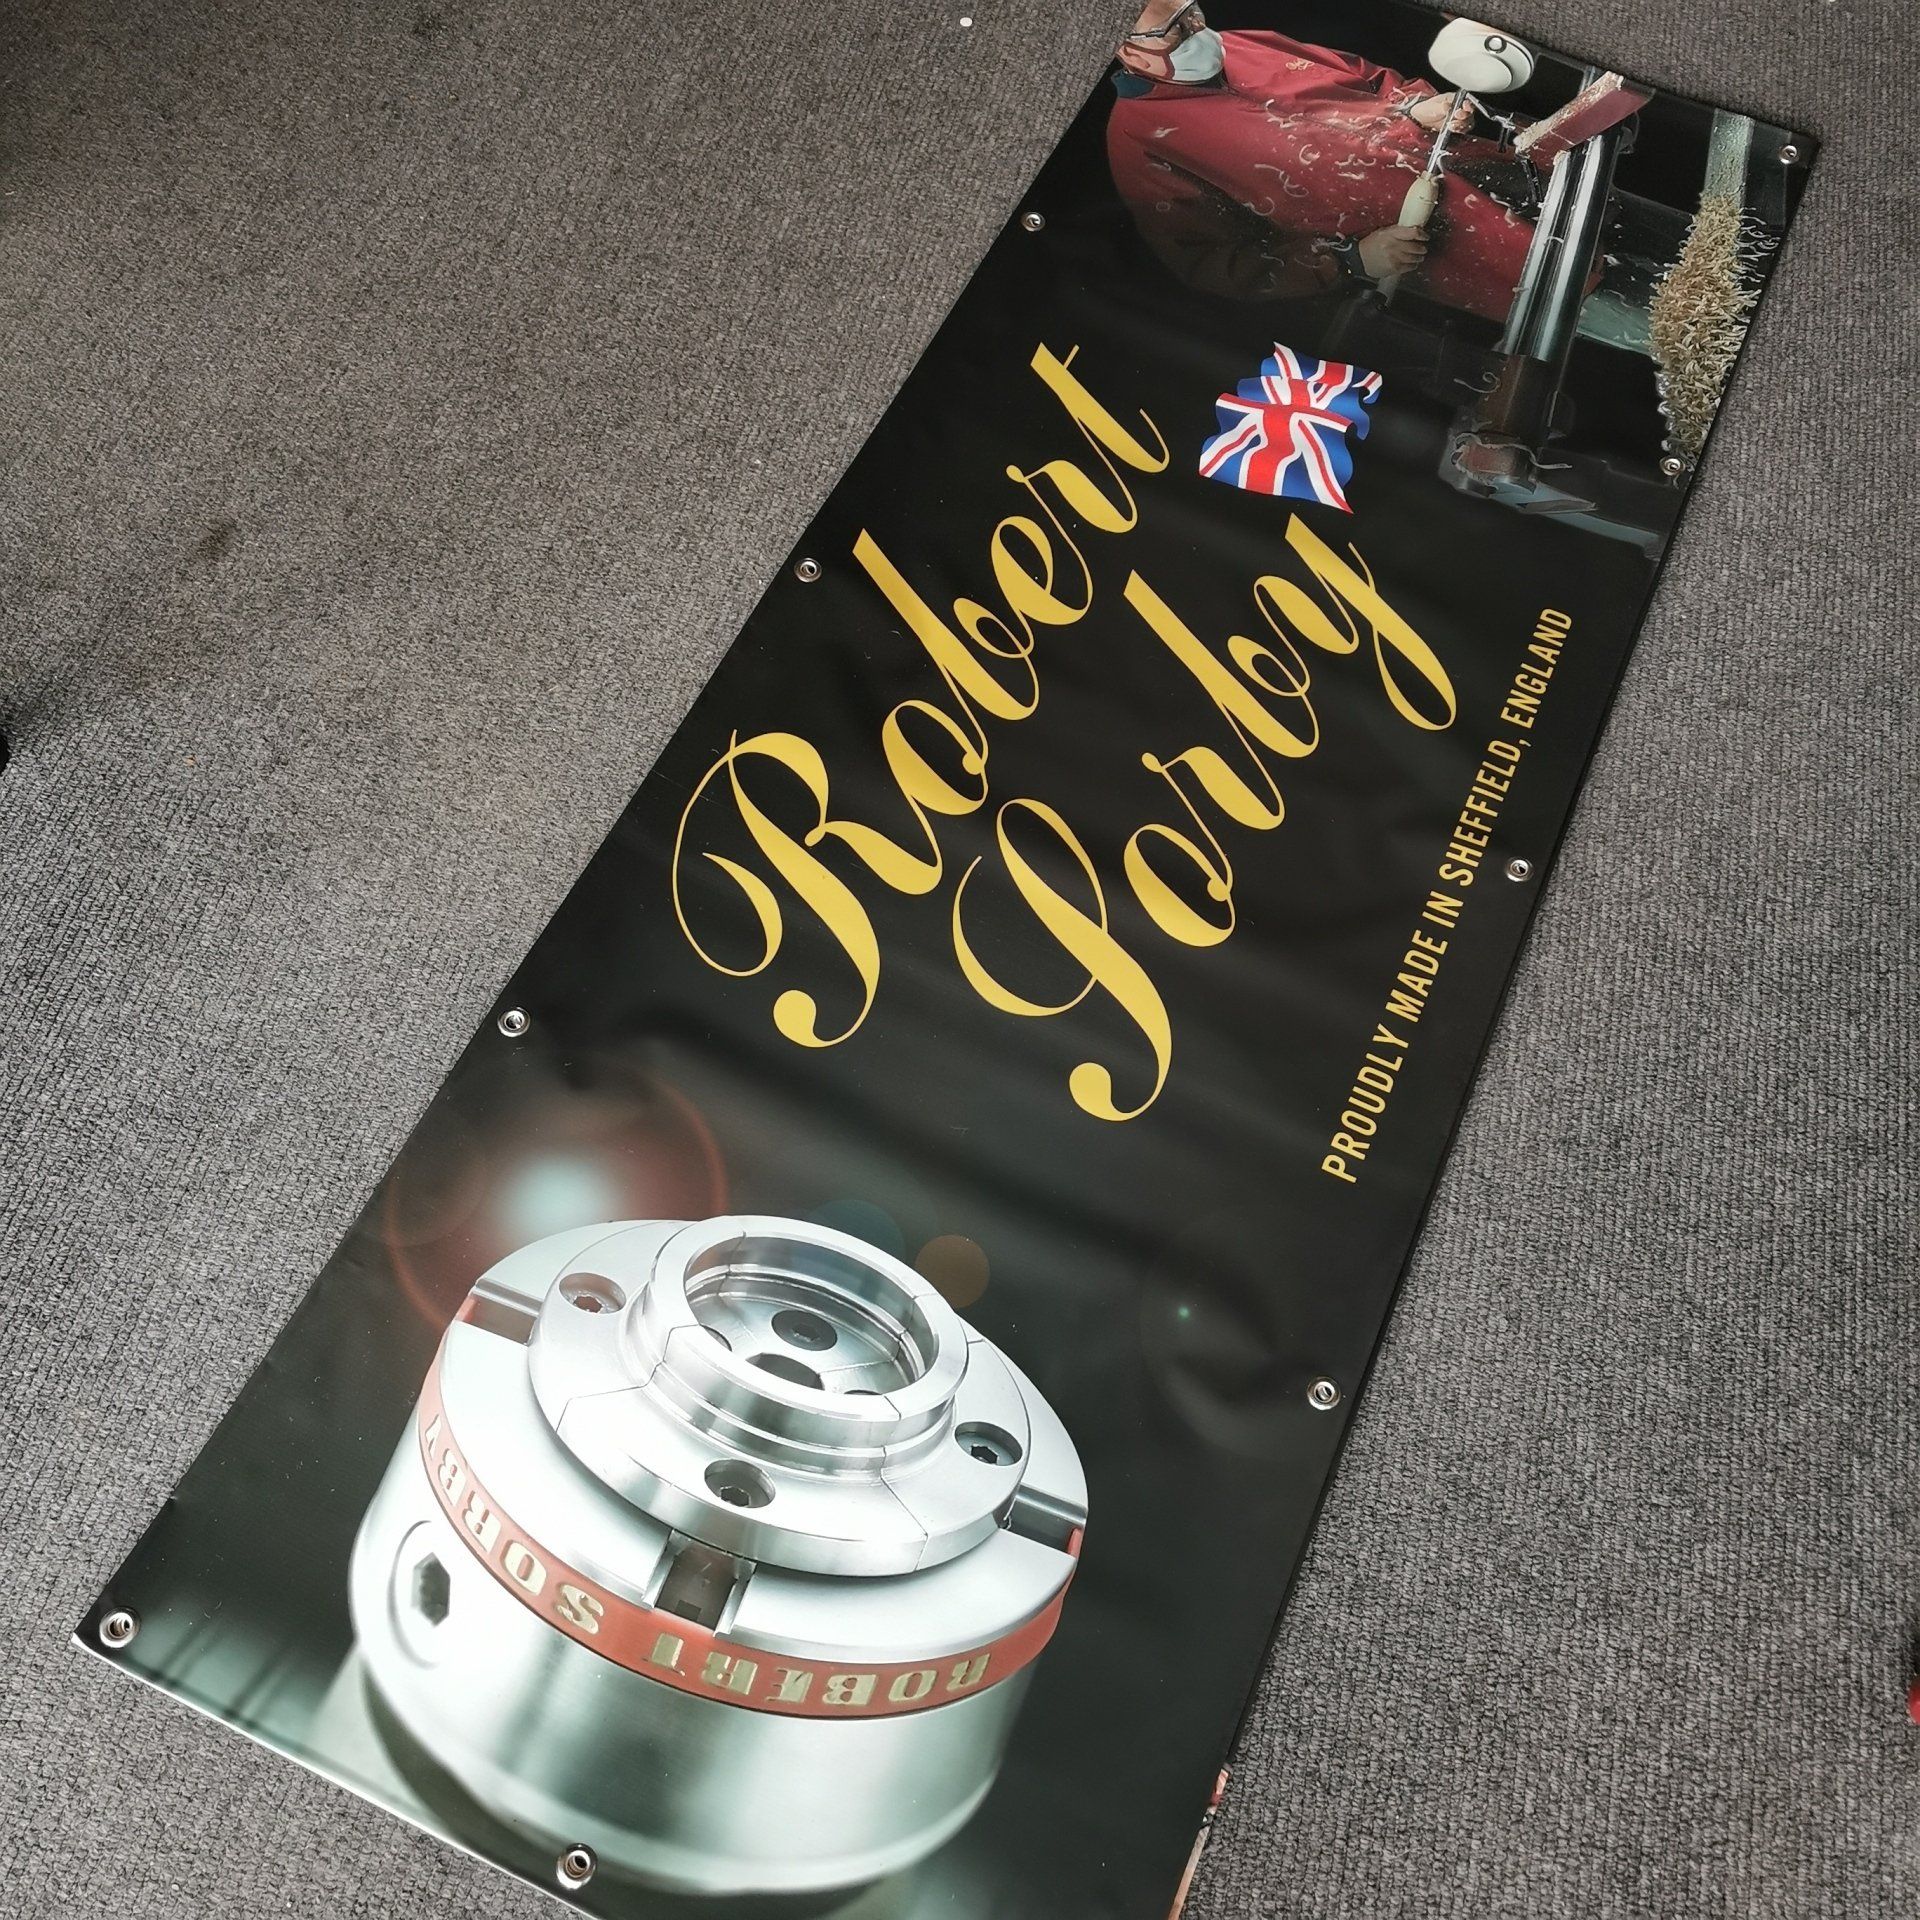 Robert
Sorby
PROUDLY MADE IN SHEFFIELD, ENGLAND
ROBERT SORBY